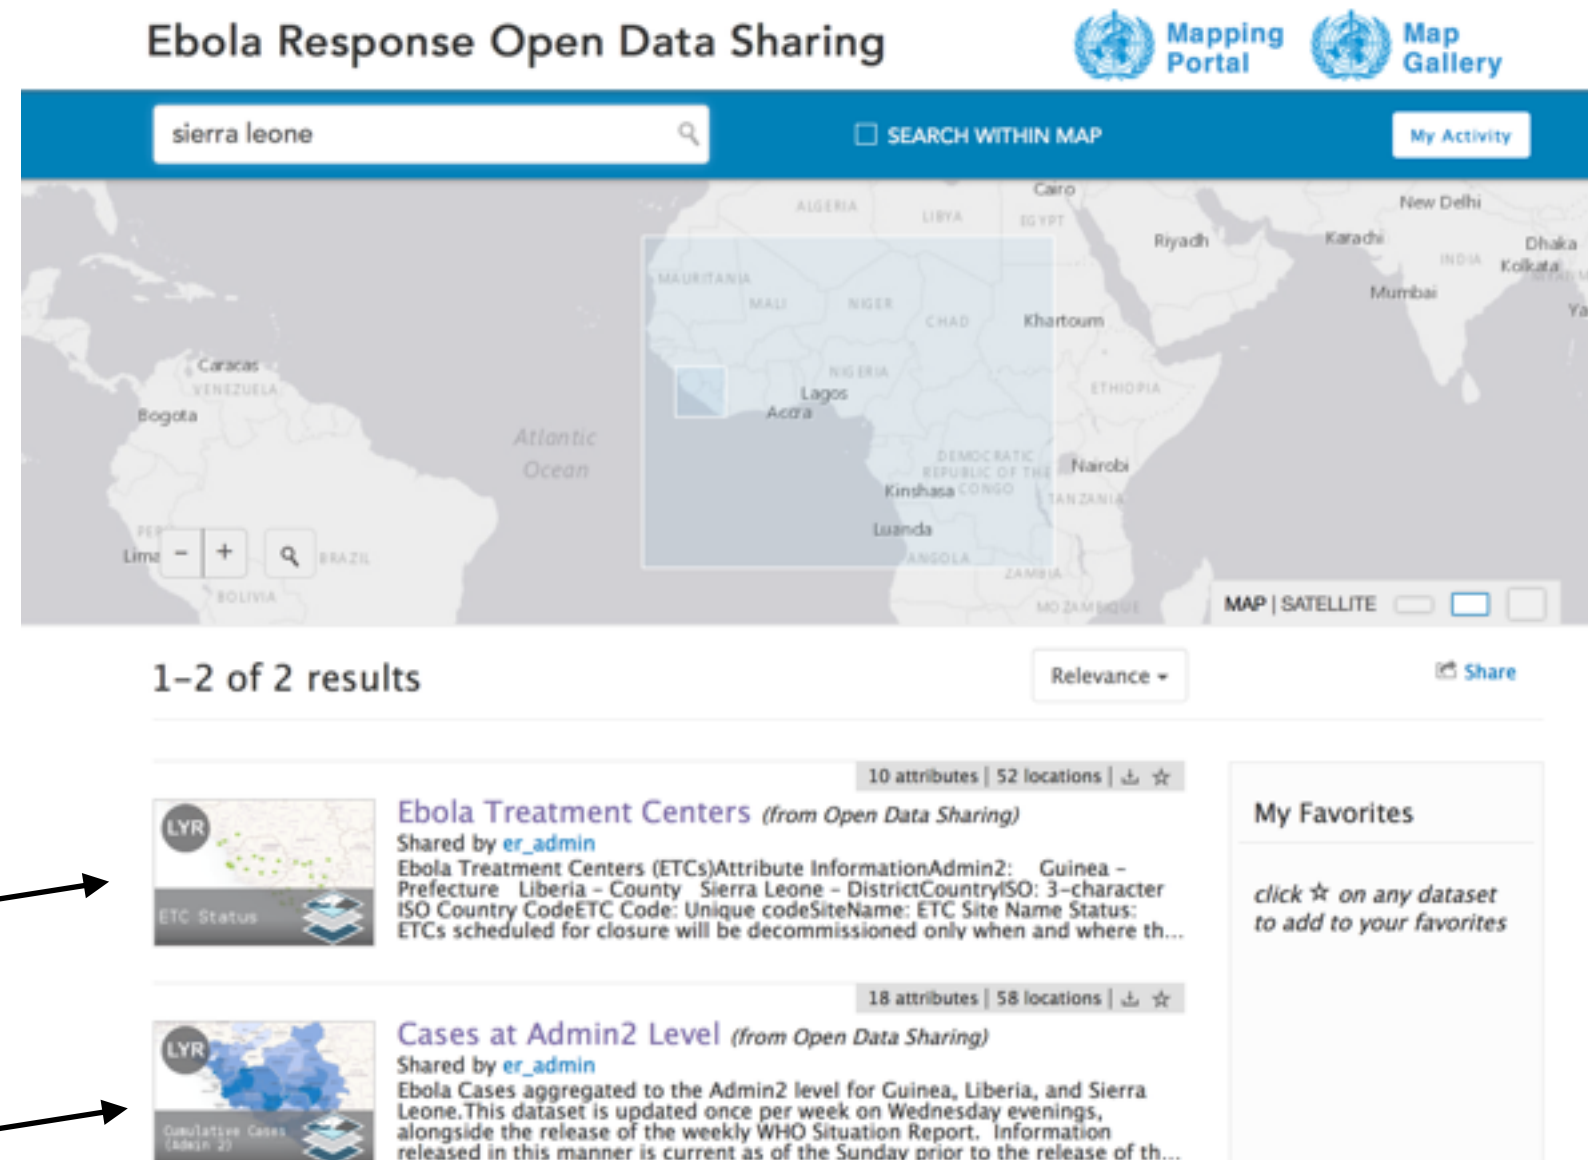 Ebola Response Open Data Sharing
Mapping
Portal
Map
Gallery
sierra leone
SEARCH WITHIN MAP
My Activity
Cairo
New Delhi
ALGERIA
LIBYA
EGYPT
Riyadh
Karachi
Dhaka
INDIA
Kolkata
MAURITANIA
MALI
NIGER
CHAD
Khartoum
Mumbai
Ya
Caracas
VENEZUELA
NIGERIA
Lagos
Accra
ETHIOPIA
Bogota
Atlantic
Ocean
DEMOCRATIC
REPUBLIC OF THE
CONGO
Nairobi
Kinshasa
TANZANIA
Luanda
PER
Lima
− +
BRAZIL
ANGOLA
ZAMBIA
BOLIVIA
MOZAMBIQUE
MAP | SATELLITE
1–2 of 2 results
Relevance
Share
10 attributes | 52 locations |
LYR
ETC Status
Ebola Treatment Centers (from Open Data Sharing)
Shared by er_admin
Ebola Treatment Centers (ETCs)Attribute InformationAdmin2: Guinea –
Prefecture Liberia – County Sierra Leone – DistrictCountryISO: 3-character
ISO Country CodeETC Code: Unique codeSiteName: ETC Site Name Status:
ETCs scheduled for closure will be decommissioned only when and where th...
My Favorites
click ☆ on any dataset
to add to your favorites
18 attributes | 58 locations |
LYR
Cumulative Cases
(Admin 2)
Cases at Admin2 Level (from Open Data Sharing)
Shared by er_admin
Ebola Cases aggregated to the Admin2 level for Guinea, Liberia, and Sierra
Leone.This dataset is updated once per week on Wednesday evenings,
alongside the release of the weekly WHO Situation Report. Information
released in this manner is current as of the Sunday prior to the release of th...